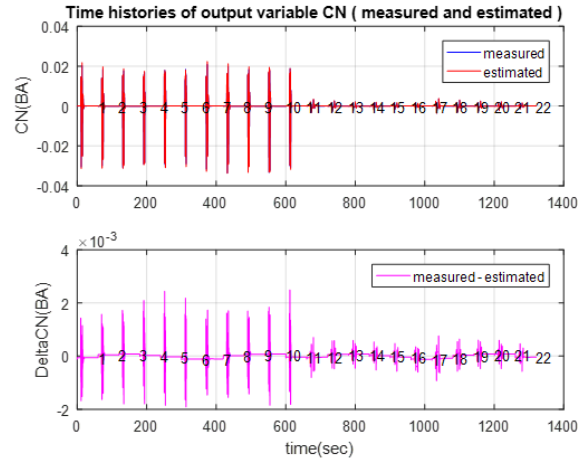 Time histories of output variable CN ( measured and estimated )
0.04
measured
estimated
0.02
CN(BA)
0
1 2 3 4 5 6 7 8 9 10 11 12 13 14 15 16 17 18 19 20 21 22
-0.02
-0.04
0 200 400 600 800 1000 1200 1400
4 ×10-3
measured - estimated
2
DeltaCN(BA)
0
1 2 3 4 5 6 7 8 9 10 11 12 13 14 15 16 17 18 19 20 21 22
-2
0 200 400 600 800 1000 1200 1400
time(sec)